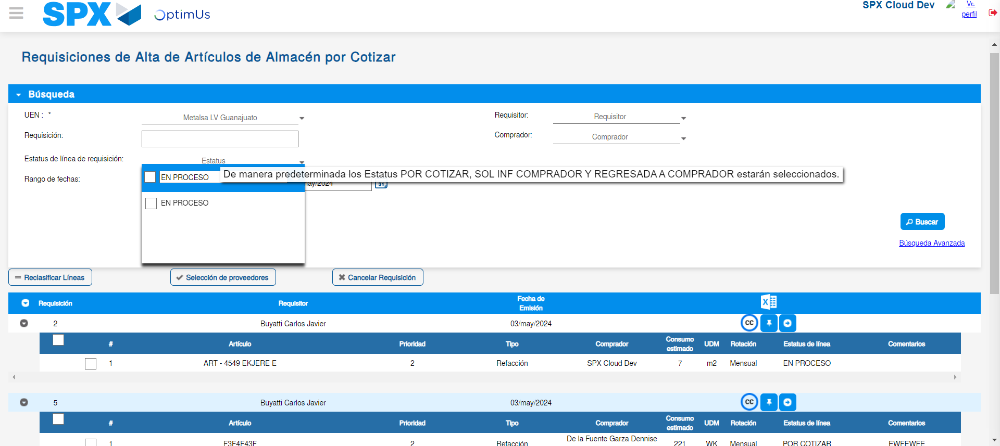 SPX OptimUs
SPX Cloud Dev
Ve
perfil
Requisiciones de Alta de Artículos de Almacén por Cotizar
Búsqueda
UEN : *
Metalsa LV Guanajuato
Requisitor:
Requisitor
Requisición:
Comprador:
Comprador
Estatus de línea de requisición:
Estatus
EN PROCESO
De manera predeterminada los Estatus POR COTIZAR, SOL INF COMPRADOR Y REGRESADA A COMPRADOR estarán seleccionados.
Rango de fechas:
may/2024
31
EN PROCESO
Buscar
Búsqueda Avanzada
Reclasificar Líneas
Selección de proveedores
Cancelar Requisición
Requisición Requisitor Fecha de Emisión X
2 Buyatti Carlos Javier 03/may/2024 CC
# Artículo Prioridad Tipo Comprador Consumo estimado UDM Rotación Estatus de línea Comentarios
1 ART - 4549 EKJERE E 2 Refacción SPX Cloud Dev 7 m2 Mensual EN PROCESO
5 Buyatti Carlos Javier 03/may/2024 CC
# Artículo Prioridad Tipo Comprador Consumo estimado UDM Rotación Estatus de línea Comentarios
1 F3F4F43F 2 Refacción De la Fuente Garza Dennise 221 WK Mensual POR COTIZAR EWFEWFE